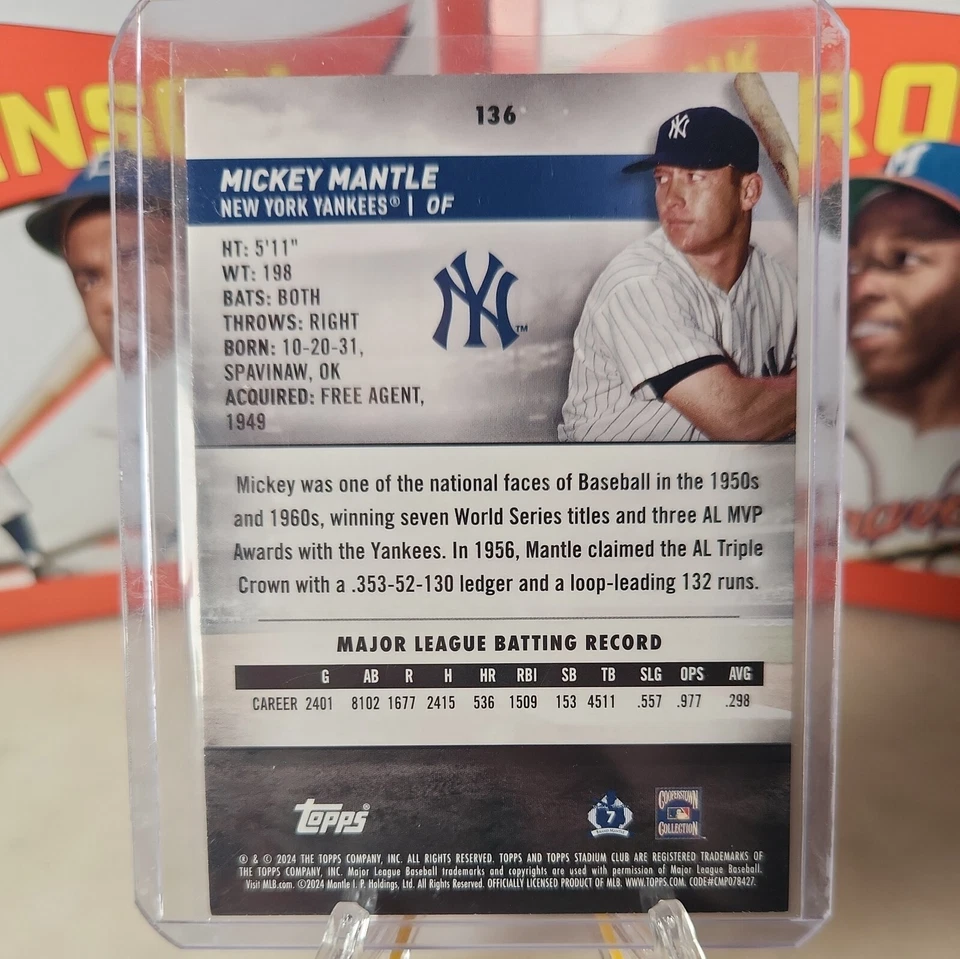 136
MICKEY MANTLE
NEW YORK YANKEES® | OF
HT: 5'11"
WT: 198
BATS: BOTH
THROWS: RIGHT
BORN: 10-20-31,
SPAVINAW, OK
ACQUIRED: FREE AGENT,
1949
NY
TM
Mickey was one of the national faces of Baseball in the 1950s
and 1960s, winning seven World Series titles and three AL MVP
Awards with the Yankees. In 1956, Mantle claimed the AL Triple
Crown with a .353-52-130 ledger and a loop-leading 132 runs.
MAJOR LEAGUE BATTING RECORD
G AB R H HR RBI SB TB SLG OPS AVG
CAREER 2401 8102 1677 2415 536 1509 153 4511 .557 .977 .298
Topps®
7
COOPERSTOWN
COLLECTION
® & © 2024 THE TOPPS COMPANY, INC. ALL RIGHTS RESERVED. TOPPS AND TOPPS STADIUM CLUB ARE REGISTERED TRADEMARKS OF
THE TOPPS COMPANY, INC. Major League Baseball trademarks and copyrights are used with permission of Major League Baseball.
Visit MLB.com. ©2024 Mantle I. P. Holdings, Ltd. All Rights Reserved. OFFICIALLY LICENSED PRODUCT OF MLB. WWW.TOPPS.COM. CODE#CMP078427.